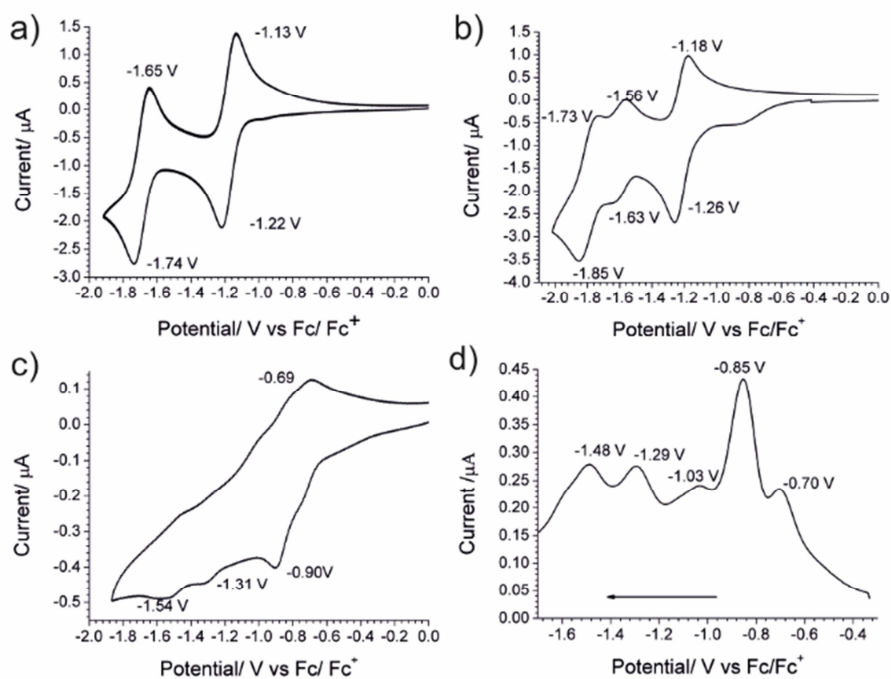 a)
-1.13 V
-1.65 V
-1.22 V
-1.74 V
1.5
1.0
0.5
0.0
-0.5
-1.0
-1.5
-2.0
-2.5
-3.0
Current/ μA
-2.0 -1.8 -1.6 -1.4 -1.2 -1.0 -0.8 -0.6 -0.4 -0.2 0.0
Potential/ V vs Fc/ Fc+
b)
-1.18 V
-1.56 V
-1.73 V
-1.63 V
-1.26 V
-1.85 V
1.5
1.0
0.5
0.0
-0.5
-1.0
-1.5
-2.0
-2.5
-3.0
-3.5
-4.0
Current/ μA
-2.0 -1.8 -1.6 -1.4 -1.2 -1.0 -0.8 -0.6 -0.4 -0.2 0.0
Potential/ V vs Fc/Fc+
c)
-0.69
-0.90V
-1.31 V
-1.54 V
0.1
0.0
-0.1
-0.2
-0.3
-0.4
-0.5
Current/ μA
-2.0 -1.8 -1.6 -1.4 -1.2 -1.0 -0.8 -0.6 -0.4 -0.2 0.0
Potential/ V vs Fc/ Fc+
d)
-0.85 V
-1.48 V
-1.29 V
-1.03 V
-0.70 V
0.45
0.40
0.35
0.30
0.25
0.20
0.15
0.10
0.05
0.00
Current /μA
-1.6 -1.4 -1.2 -1.0 -0.8 -0.6 -0.4
Potential/ V vs Fc/Fc+